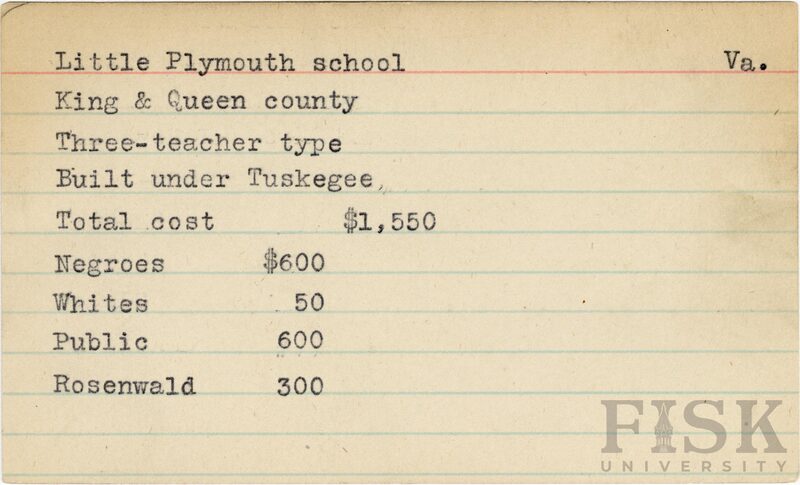 Little Plymouth school Va.
King & Queen county
Three-teacher type
Built under Tuskegee,
Total cost $1,550
Negroes $600
Whites 50
Public 600
Rosenwald 300
FISK
UNIVERSITY